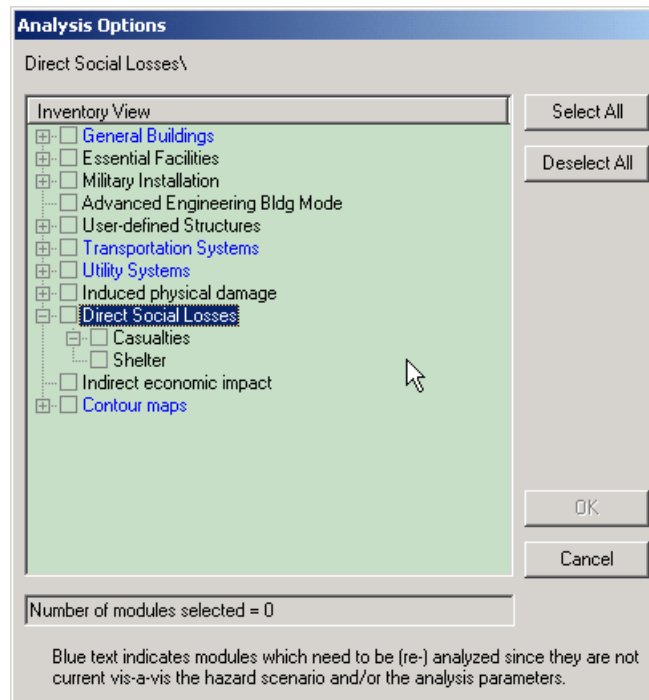 Analysis Options
Direct Social Losses\
Inventory View
General Buildings
Essential Facilities
Military Installation
Advanced Engineering Bldg Mode
User-defined Structures
Transportation Systems
Utility Systems
Induced physical damage
Direct Social Losses
Casualties
Shelter
Indirect economic impact
Contour maps
Select All
Deselect All
OK
Cancel
Number of modules selected = 0
Blue text indicates modules which need to be (re-) analyzed since they are not
current vis-a-vis the hazard scenario and/or the analysis parameters.